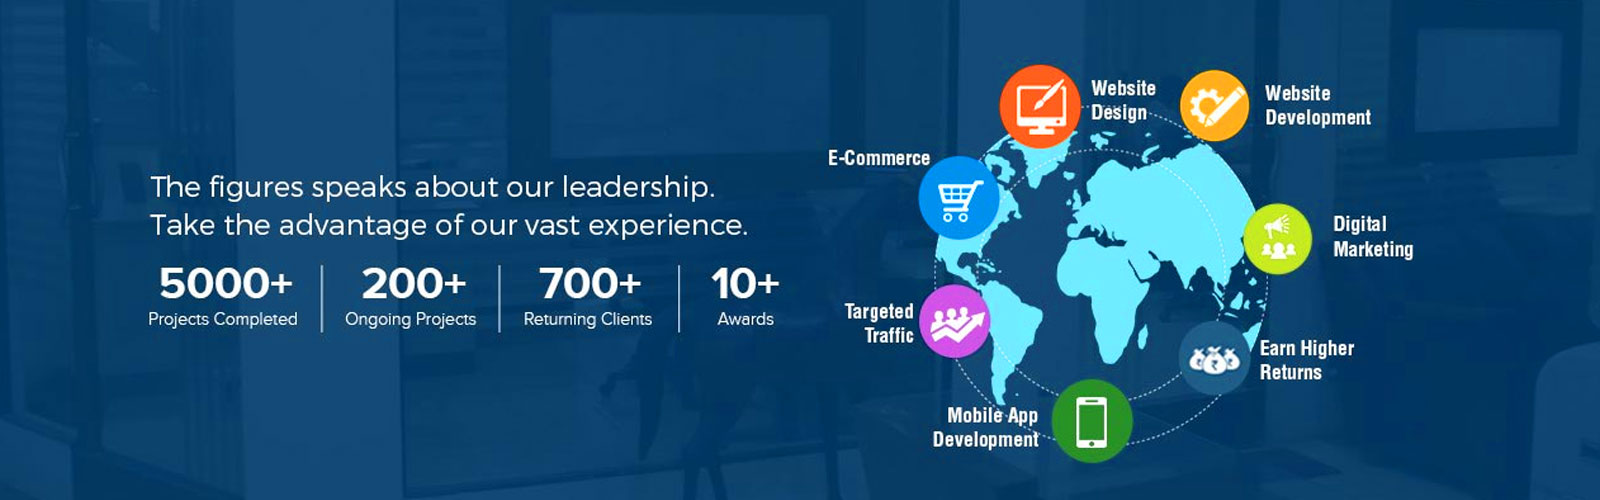 The figures speaks about our leadership.
Take the advantage of our vast experience.
5000+
Projects Completed
200+
Ongoing Projects
700+
Returning Clients
10+
Awards
Website
Design
Website
Development
E-Commerce
Digital
Marketing
Targeted
Traffic
Earn Higher
Returns
Mobile App
Development